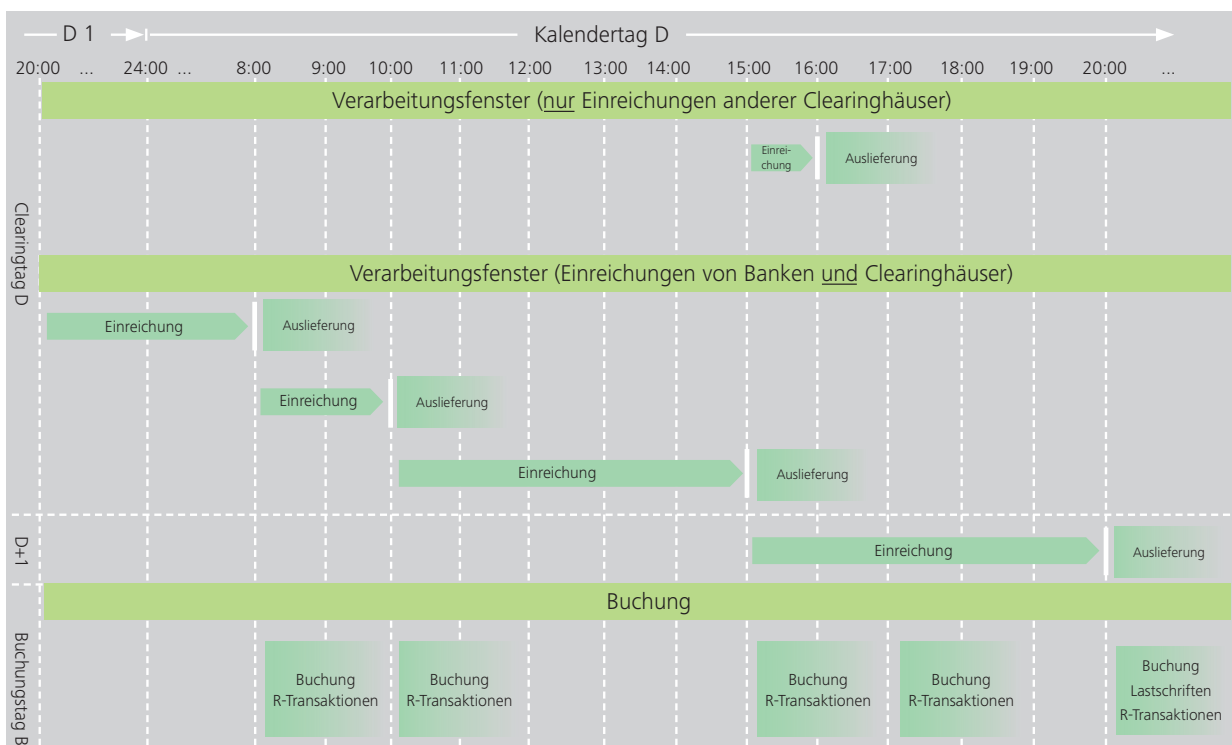 D 1
Kalendertag D
20:00 ... 24:00 ... 8:00 9:00 10:00 11:00 12:00 13:00 14:00 15:00 16:00 17:00 18:00 19:00 20:00 ...
Verarbeitungsfenster (nur Einreichungen anderer Clearinghäuser)
Einrei-
chung
Auslieferung
Clearingtag D
Verarbeitungsfenster (Einreichungen von Banken und Clearinghäuser)
Einreichung
Auslieferung
Einreichung
Auslieferung
Einreichung
Auslieferung
D+1
Einreichung
Auslieferung
Buchung
Buchungstag B
Buchung
R-Transaktionen
Buchung
R-Transaktionen
Buchung
R-Transaktionen
Buchung
R-Transaktionen
Buchung
Lastschriften
R-Transaktionen